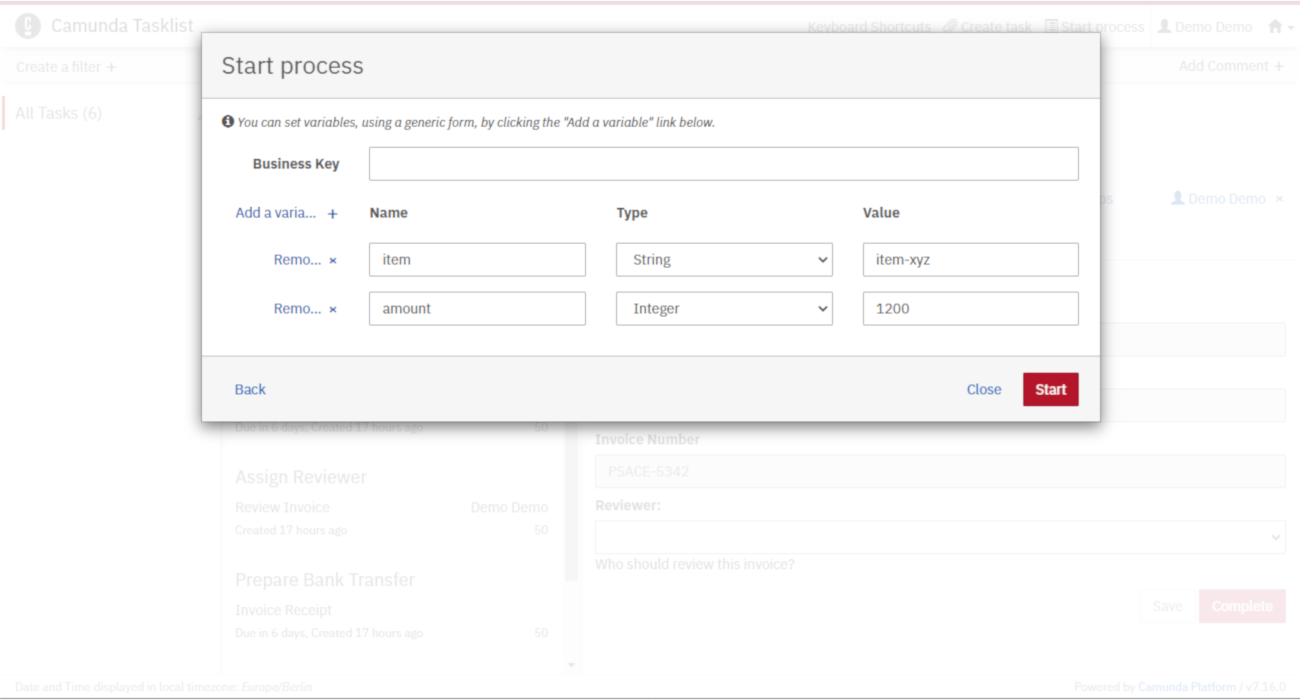 Camunda Tasklist
Keyboard Shortcuts Create task Start process Demo Demo
Create a filter +
Add Comment +
All Tasks (6)
Start process
You can set variables, using a generic form, by clicking the "Add a variable" link below.
Business Key
Add a varia... + Name Type Value
Remo... × item String item-xyz
Remo... × amount Integer 1200
Back Close Start
Demo Demo ×
Due in 6 days, Created 17 hours ago 50
Assign Reviewer
Review Invoice Demo Demo
Created 17 hours ago 50
Prepare Bank Transfer
Invoice Receipt
Due in 6 days, Created 17 hours ago 50
Invoice Number
PSACE-5342
Reviewer:
Who should review this invoice?
Save Complete
Date and Time displayed in local timezone: Europe/Berlin
Powered by Camunda Platform / v7.16.0